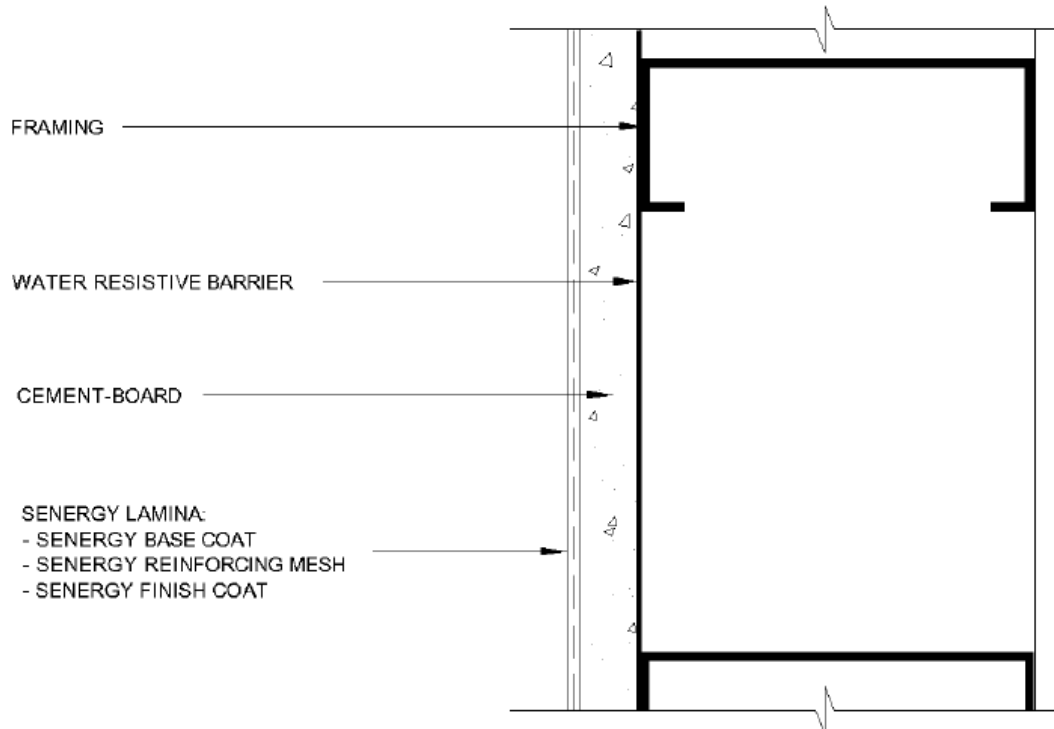 FRAMING
WATER RESISTIVE BARRIER
CEMENT-BOARD
SENERGY LAMINA:
- SENERGY BASE COAT
- SENERGY REINFORCING MESH
- SENERGY FINISH COAT